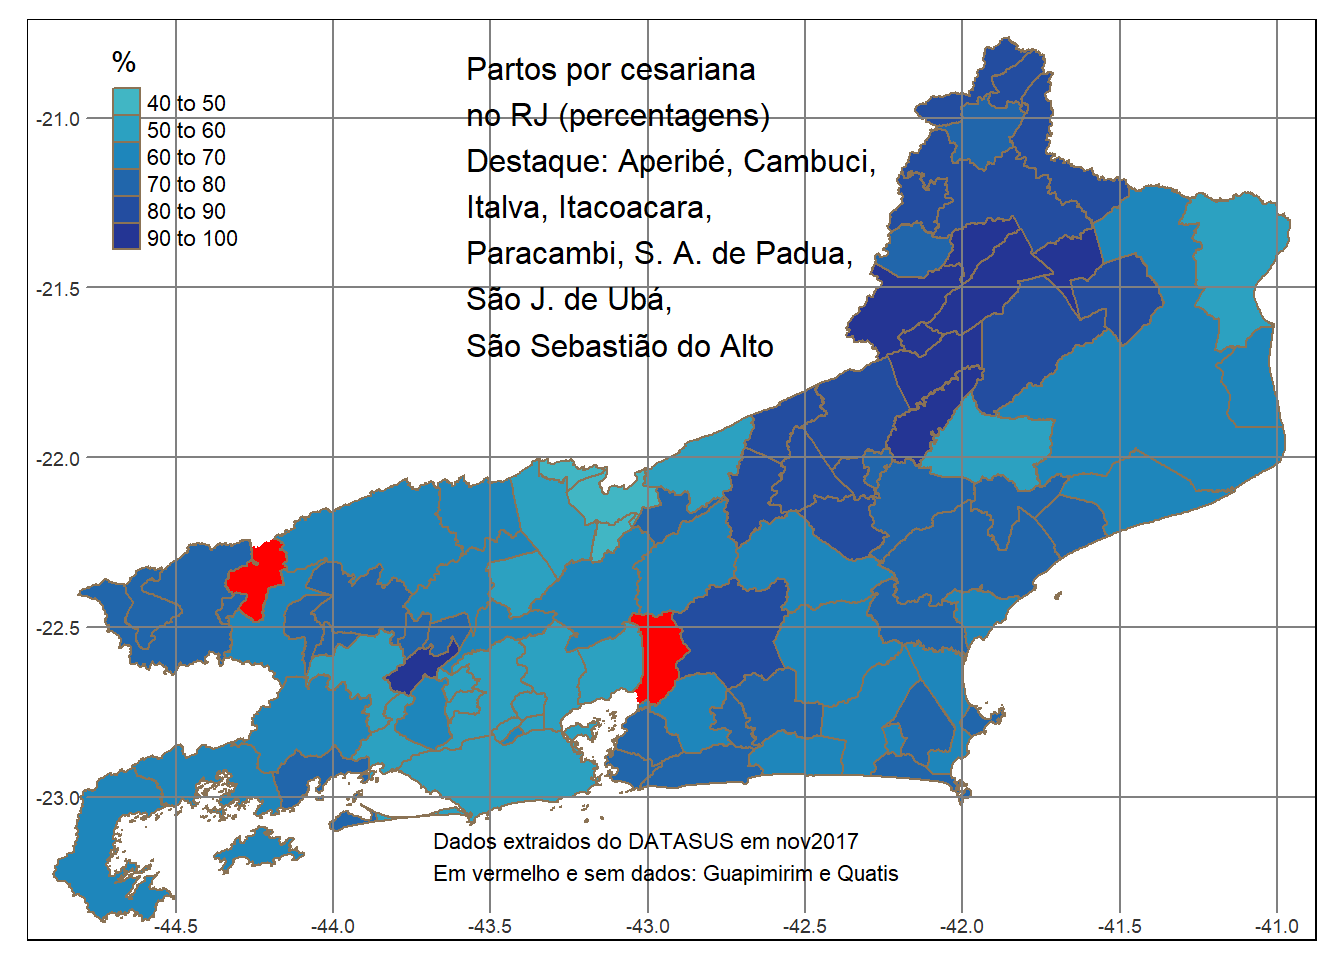 %
40 to 50
50 to 60
60 to 70
70 to 80
80 to 90
90 to 100
Partos por cesariana
no RJ (percentagens)
Destaque: Aperibé, Cambuci,
Italva, Itacoacara,
Paracambi, S. A. de Padua,
São J. de Ubá,
São Sebastião do Alto
-21.0
-21.5
-22.0
-22.5
-23.0
Dados extraidos do DATASUS em nov2017
Em vermelho e sem dados: Guapimirim e Quatis
-44.5 -44.0 -43.5 -43.0 -42.5 -42.0 -41.5 -41.0